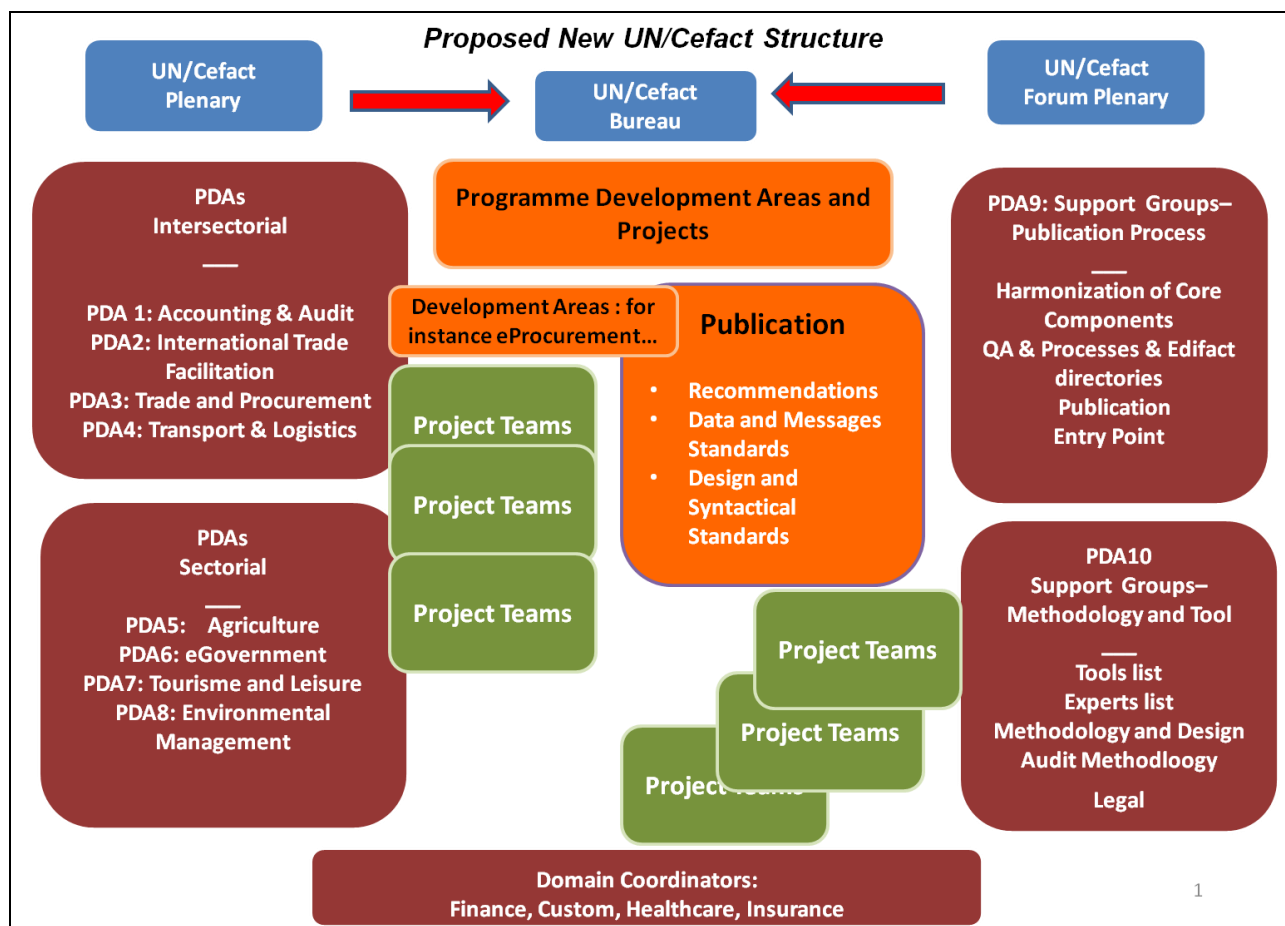 Proposed New UN/Cefact Structure
UN/Cefact
Plenary
UN/Cefact
Bureau
UN/Cefact
Forum Plenary
PDAs
Intersectorial
PDA 1: Accounting & Audit
PDA2: International Trade
Facilitation
PDA3: Trade and Procurement
PDA4: Transport & Logistics
PDAs
Sectorial
PDA5: Agriculture
PDA6: eGovernment
PDA7: Tourisme and Leisure
PDA8: Environmental
Management
Programme Development Areas and
Projects
Development Areas : for
instance eProcurement...
Project Teams
Project Teams
Project Teams
Publication
• Recommendations
• Data and Messages
Standards
• Design and
Syntactical
Standards
Project Teams
Project Teams
Project Teams
PDA9: Support Groups–
Publication Process
Harmonization of Core
Components
QA & Processes & Edifact
directories
Publication
Entry Point
PDA10
Support Groups–
Methodology and Tool
Tools list
Experts list
Methodology and Design
Audit Methodloogy
Legal
Domain Coordinators:
Finance, Custom, Healthcare, Insurance
1